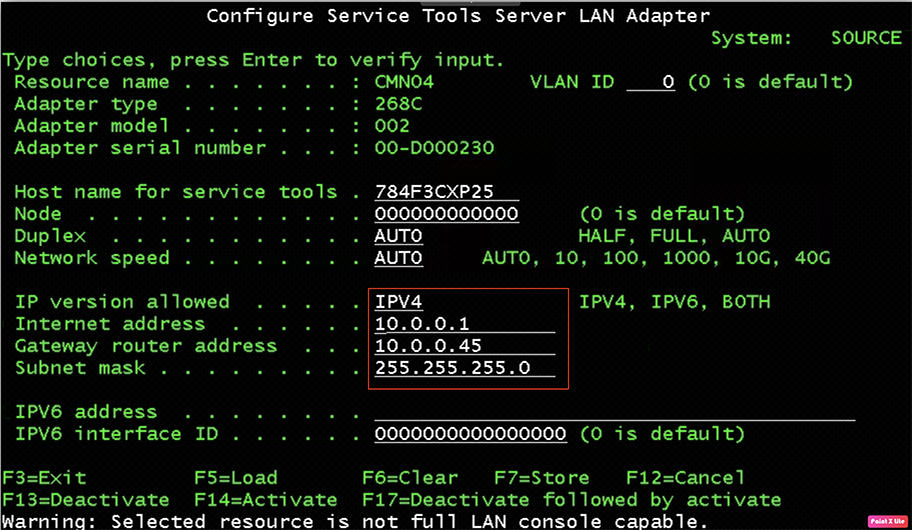 Configure Service Tools Server LAN Adapter
System:   SOURCE
Type choices, press Enter to verify input.
Resource name . . . . . . . : CMN04   VLAN ID   0 (0 is default)
Adapter type  . . . . . . . : 268C
Adapter model . . . . . . . : 002
Adapter serial number . . . : 00-D000230
Host name for service tools . 784F3CXP25
Node  . . . . . . . . . . . . 000000000000   (0 is default)
Duplex  . . . . . . . . . . . AUTO   HALF, FULL, AUTO
Network speed . . . . . . . . AUTO   AUTO, 10, 100, 1000, 10G, 40G
IP version allowed  . . . . . IPV4   IPV4, IPV6, BOTH
Internet address  . . . . . . 10.0.0.1
Gateway router address  . . . 10.0.0.45
Subnet mask . . . . . . . . . 255.255.255.0
IPV6 address  . . . . . . . .
IPV6 interface ID . . . . . . 0000000000000000 (0 is default)
F3=Exit   F5=Load   F6=Clear   F7=Store   F12=Cancel
F13=Deactivate  F14=Activate  F17=Deactivate followed by activate
Warning: Selected resource is not full LAN console capable.
Point X Lite